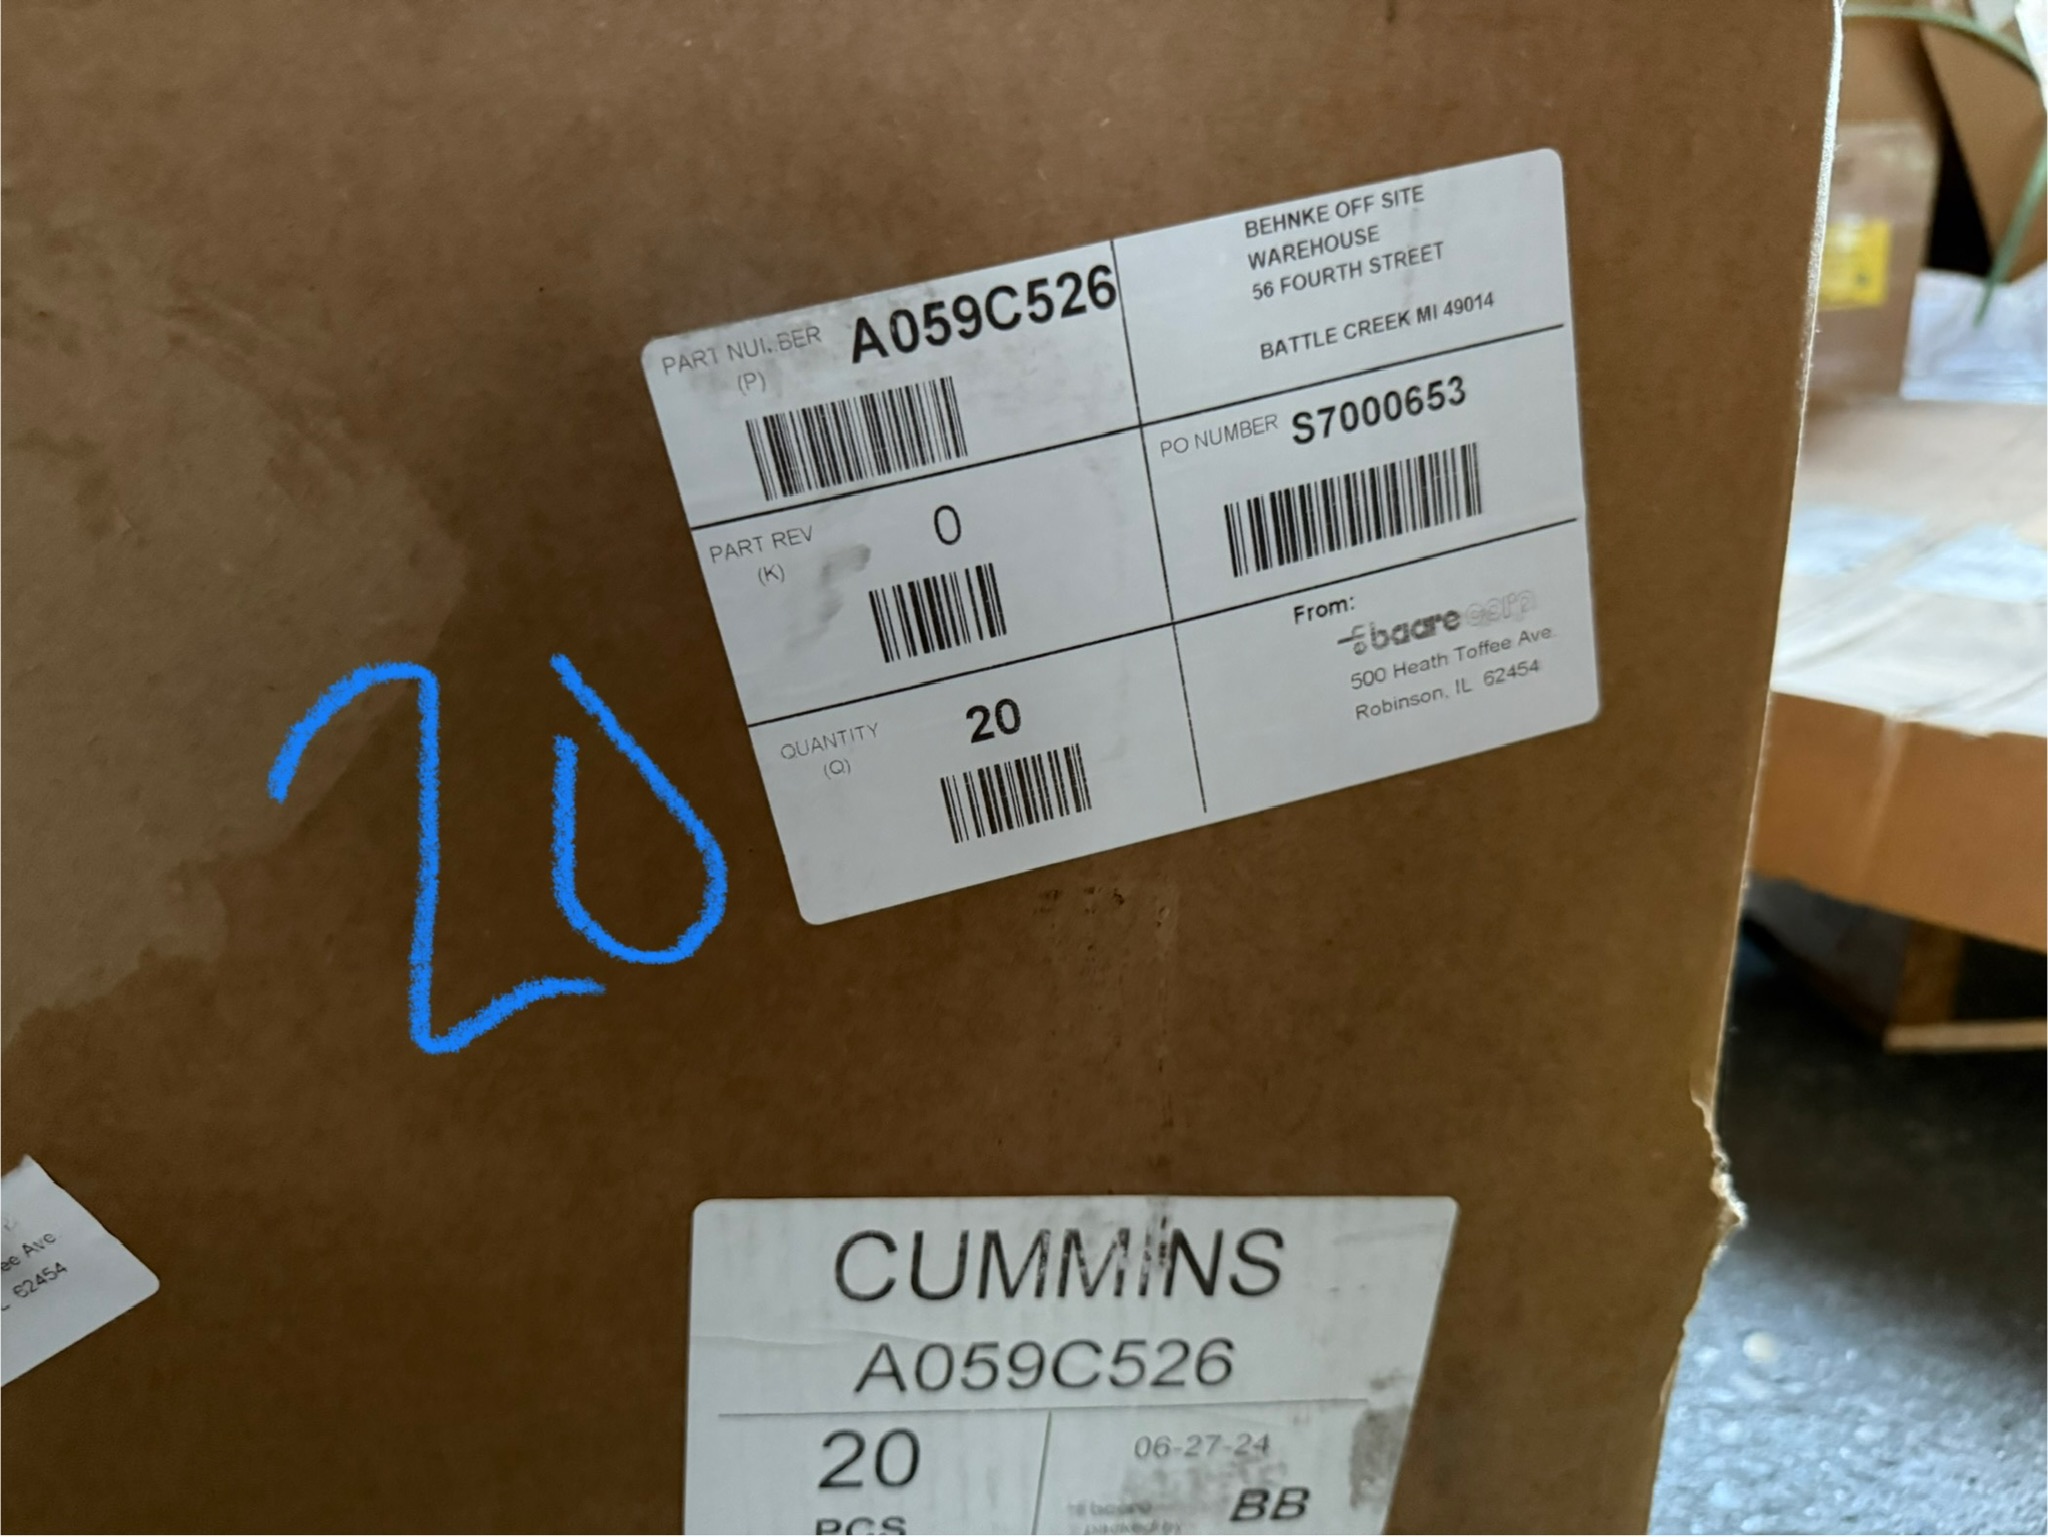 PART NUMBER A059C526
(P)
BEHNKE OFF SITE
WAREHOUSE
56 FOURTH STREET
BATTLE CREEK MI 49014
PO NUMBER S7000653
PART REV 0
(K)
From:
baare corp
500 Heath Toffee Ave.
Robinson, IL 62454
QUANTITY 20
(Q)
20
ee Ave
62454
CUMMINS
A059C526
20
PCS
06-27-24
packed by
BB